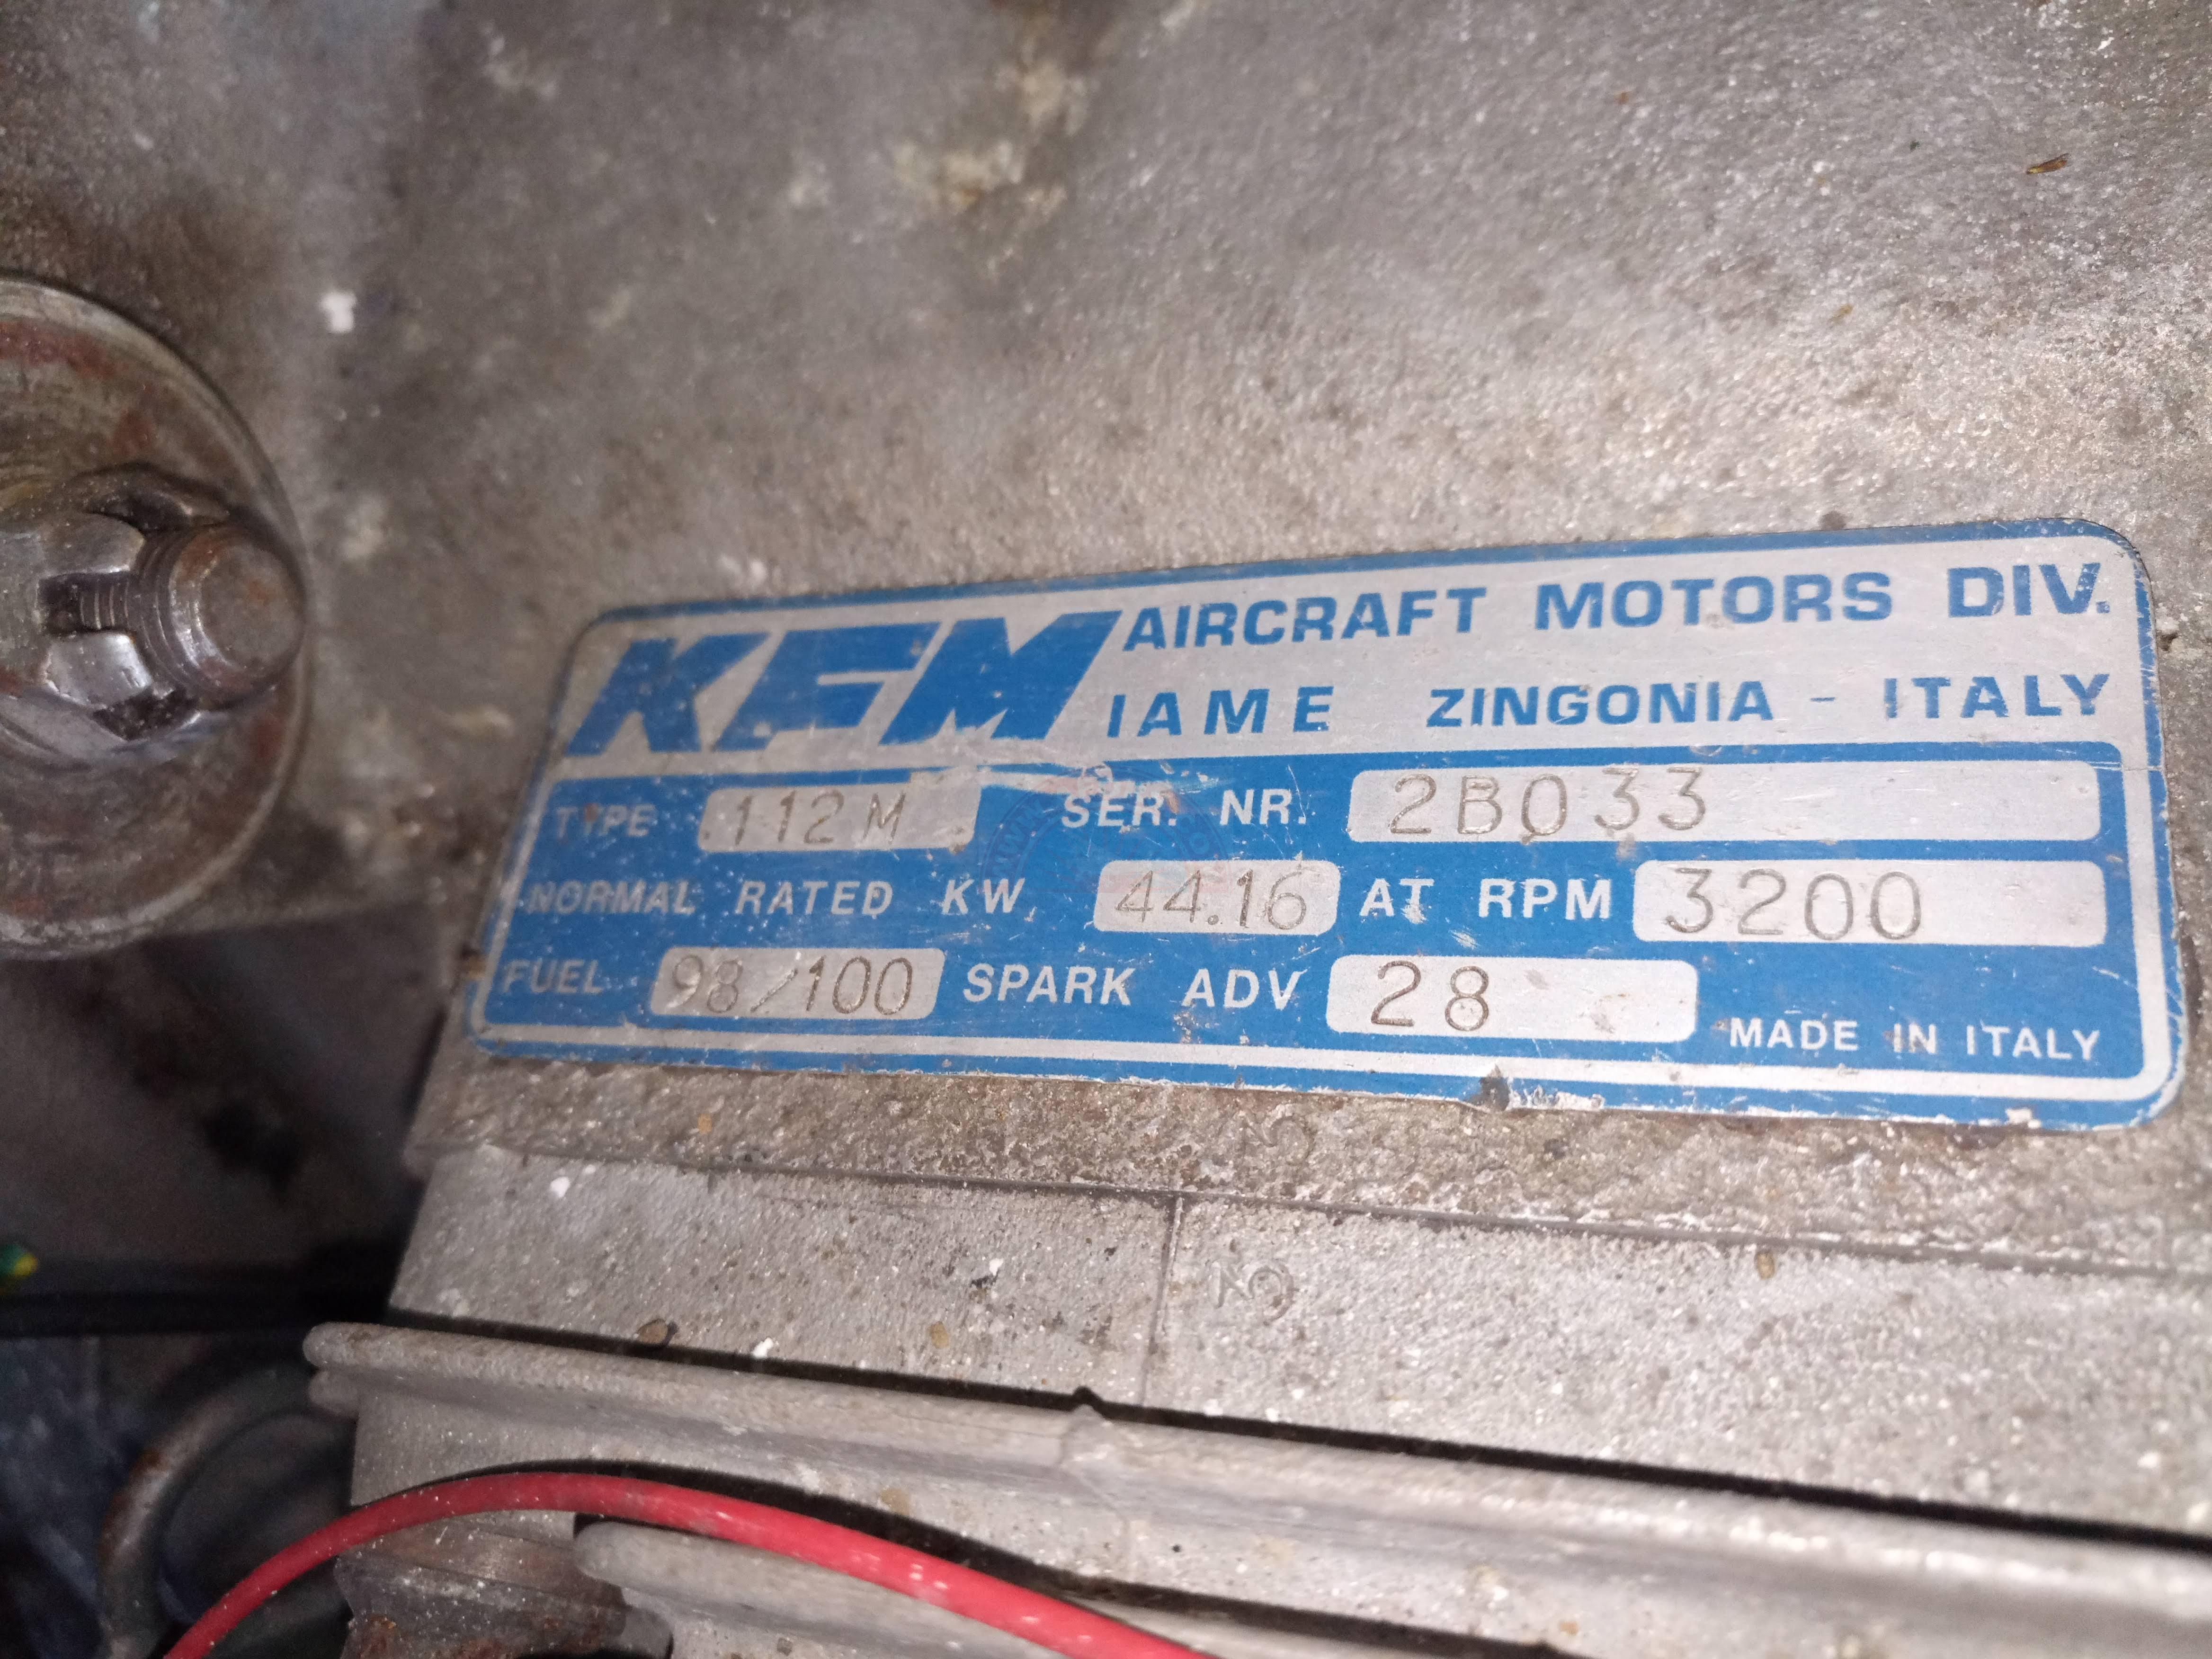 KFM AIRCRAFT MOTORS DIV.
IAME ZINGONIA - ITALY
TYPE 112M SER. NR. 2B033
NORMAL RATED KW 44.16 AT RPM 3200
FUEL 98/100 SPARK ADV 28 MADE IN ITALY